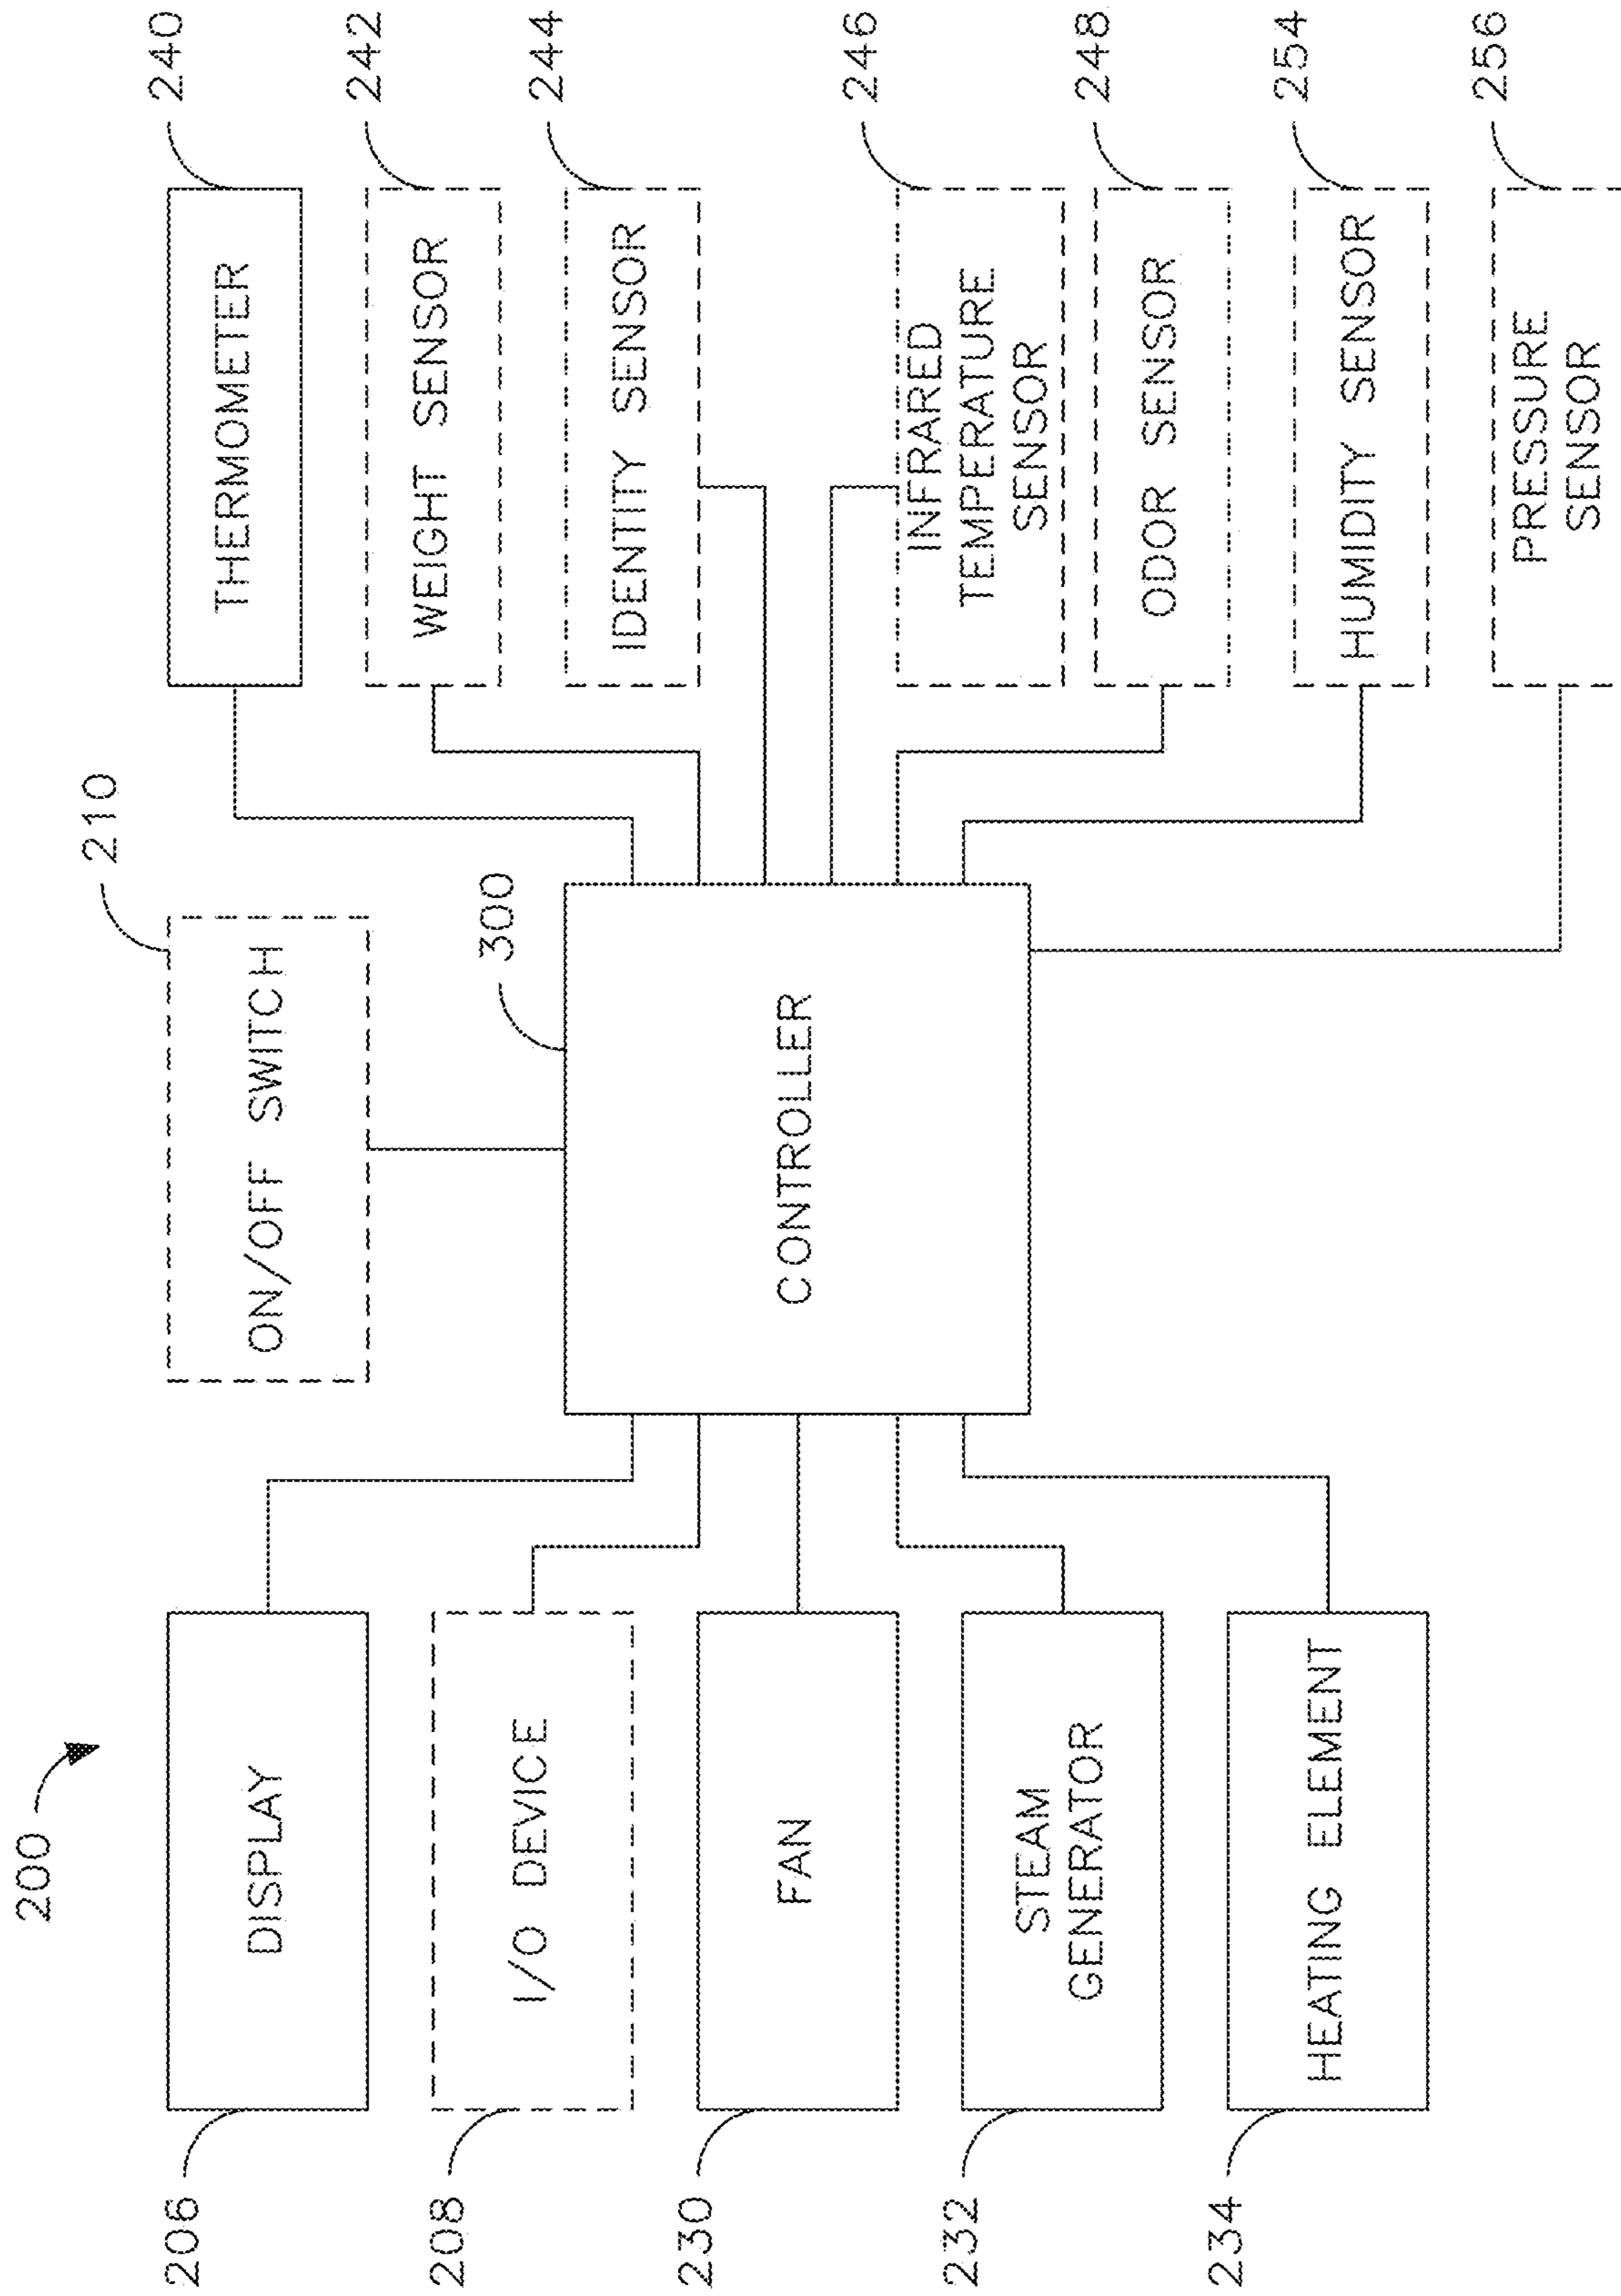 200
206
DISPLAY
208
I/O DEVICE
230
FAN
232
STEAM
GENERATOR
234
HEATING ELEMENT
210
ON/OFF SWITCH
300
CONTROLLER
240
THERMOMETER
242
WEIGHT SENSOR
244
IDENTITY SENSOR
246
INFRARED
TEMPERATURE
SENSOR
248
ODOR SENSOR
254
HUMIDITY SENSOR
256
PRESSURE
SENSOR